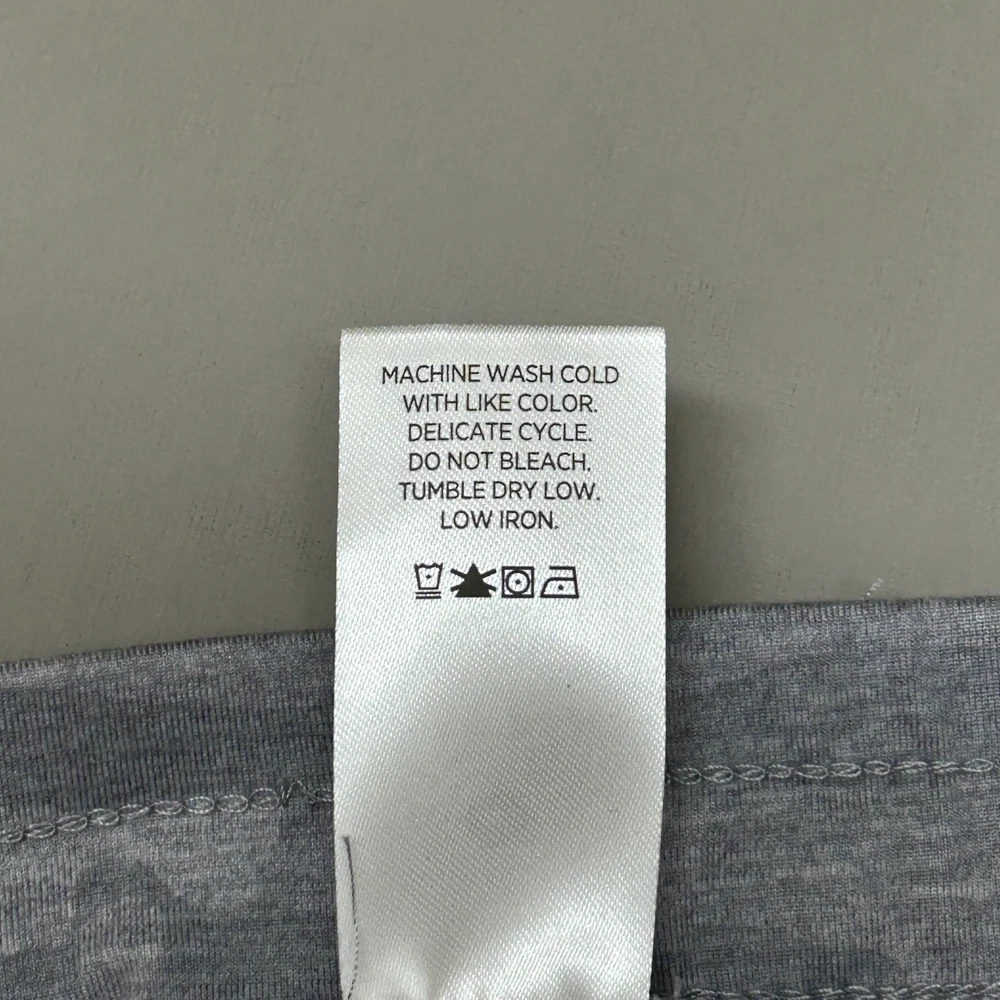 MACHINE WASH COLD
WITH LIKE COLOR.
DELICATE CYCLE.
DO NOT BLEACH.
TUMBLE DRY LOW.
LOW IRON.